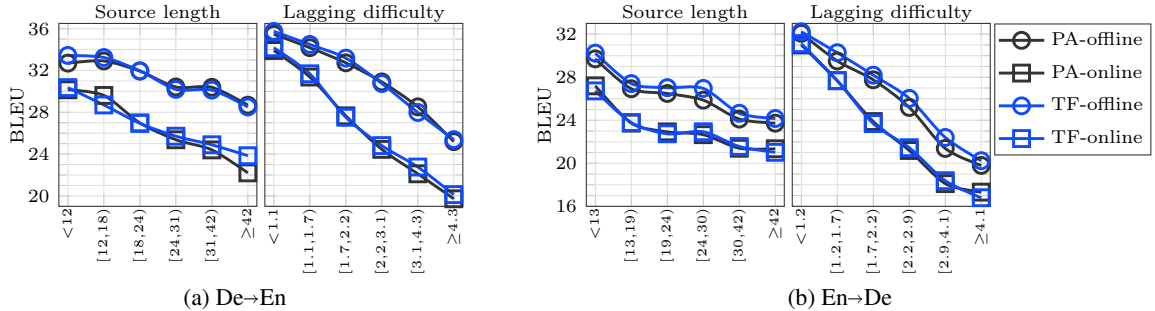 Source length
Lagging difficulty
BLEU
36
32
28
24
20
<12
[12,18)
[18,24)
[24,31)
[31,42)
≥42
<1.1
[1.1,1.7)
[1.7,2.2)
[2.2,3.1)
[3.1,4.3)
≥4.3
(a) De→En
Source length
Lagging difficulty
BLEU
36
32
28
24
20
16
<13
[13,19)
[19,24)
[24,30)
[30,42)
≥42
<1.2
[1.2,1.7)
[1.7,2.2)
[2.2,2.9)
[2.9,4.1)
≥4.1
(b) En→De
PA-offline
PA-online
TF-offline
TF-online